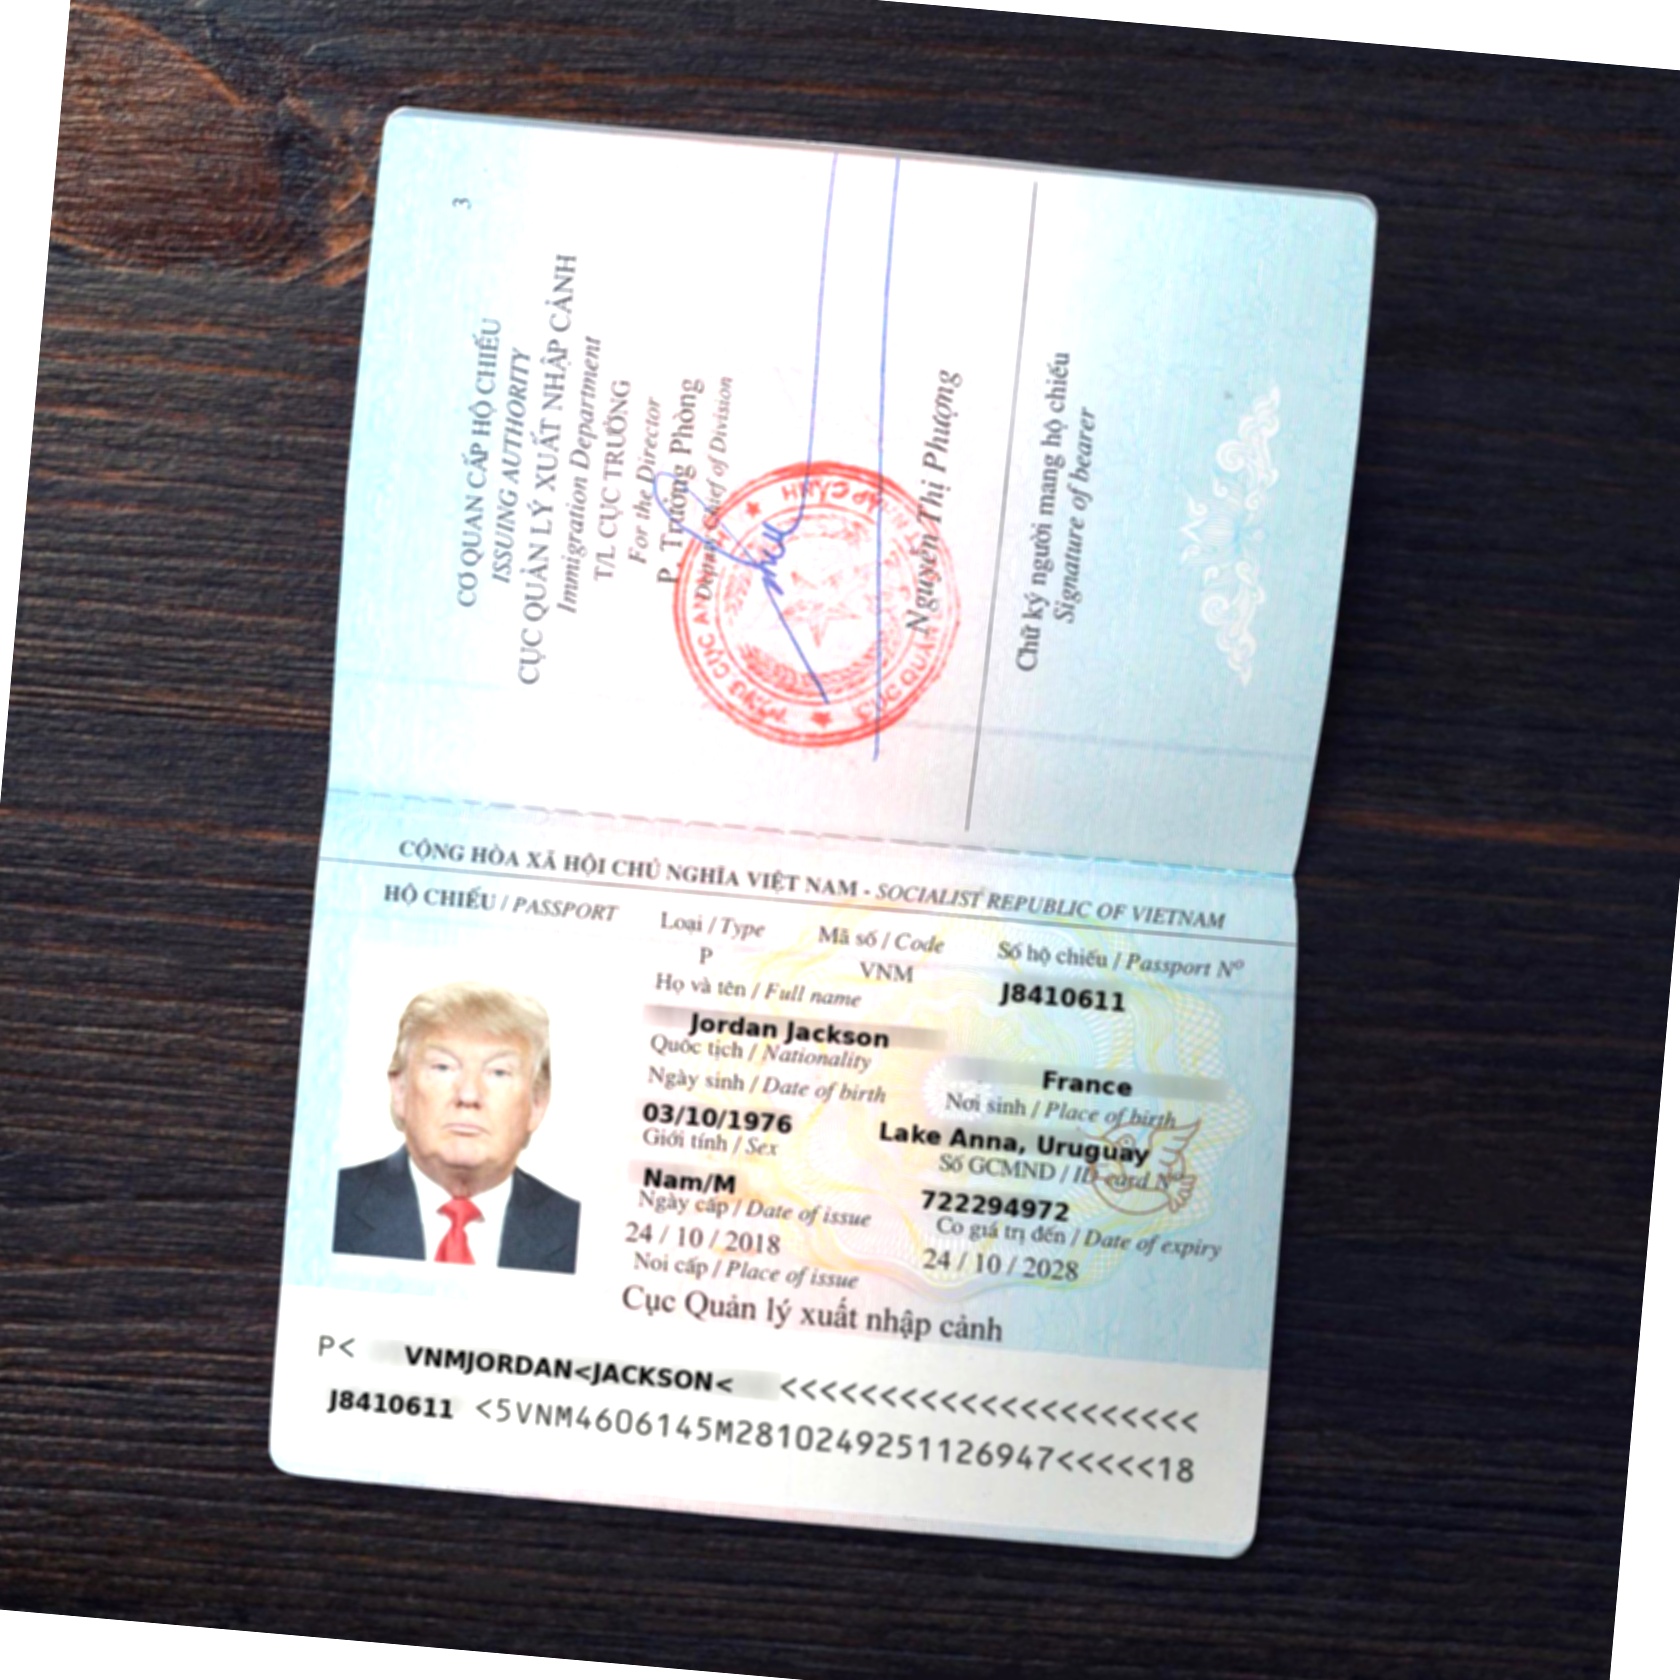 3
CƠ QUAN CẤP HỘ CHIẾU
ISSUING AUTHORITY
CỤC QUẢN LÝ XUẤT NHẬP CẢNH
Immigration Department
T/L CỤC TRƯỞNG
For the Director
P. Trưởng Phòng
Deputy Chief of Division
Nguyễn Thị Phượng
Chữ ký người mang hộ chiếu
Signature of bearer
CỘNG HÒA XÃ HỘI CHỦ NGHĨA VIỆT NAM - SOCIALIST REPUBLIC OF VIETNAM
HỘ CHIẾU / PASSPORT
Loại / Type
Mã số / Code
Số hộ chiếu / Passport Nº
P
VNM
J8410611
Họ và tên / Full name
Jordan Jackson
Quốc tịch / Nationality
France
Ngày sinh / Date of birth
Nơi sinh / Place of birth
03/10/1976
Lake Anna, Uruguay
Giới tính / Sex
Số GCMND / ID card Nº
Nam/M
722294972
Ngày cấp / Date of issue
Có giá trị đến / Date of expiry
24 / 10 / 2018
24 / 10 / 2028
Nơi cấp / Place of issue
Cục Quản lý xuất nhập cảnh
P< VNMJORDAN<JACKSON< <<<<<<<<<<<<<<<<<<<<<
J8410611 <5VNM4606145M2810249251126947<<<<<18